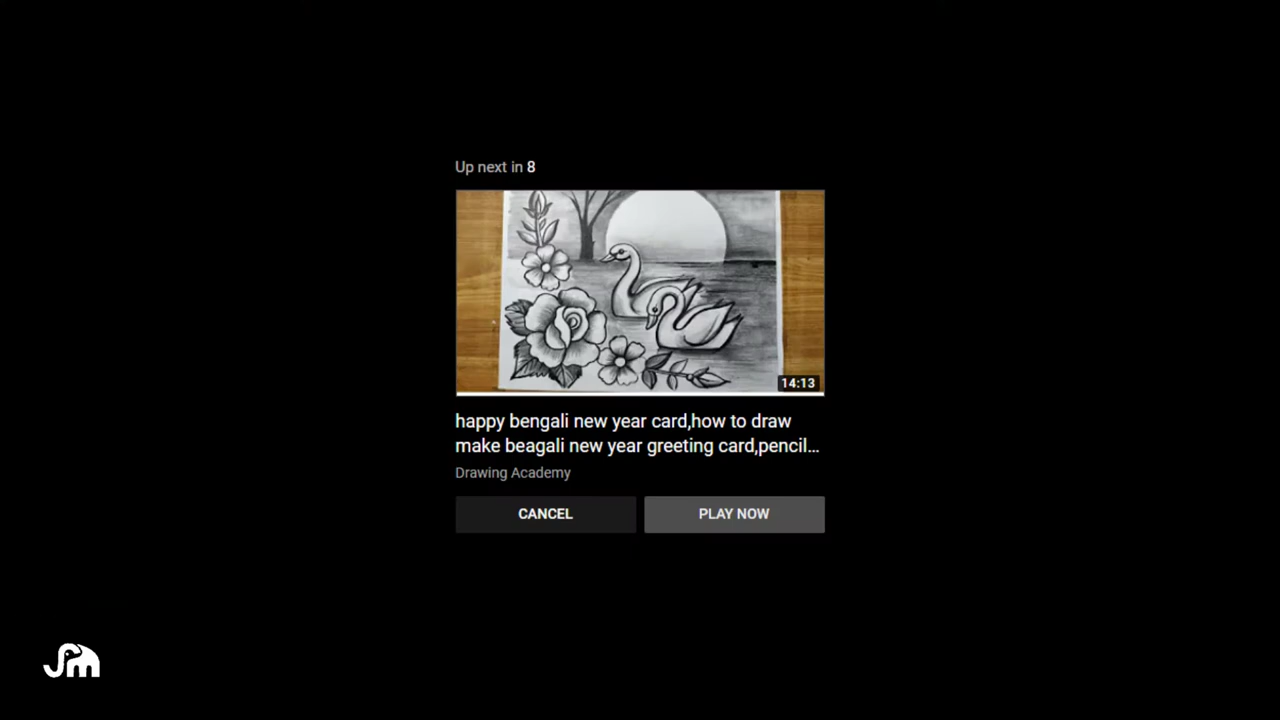 Up next in 8
14:13
happy bengali new year card,how to draw
make beagali new year greeting card,pencil...
Drawing Academy
CANCEL
PLAY NOW